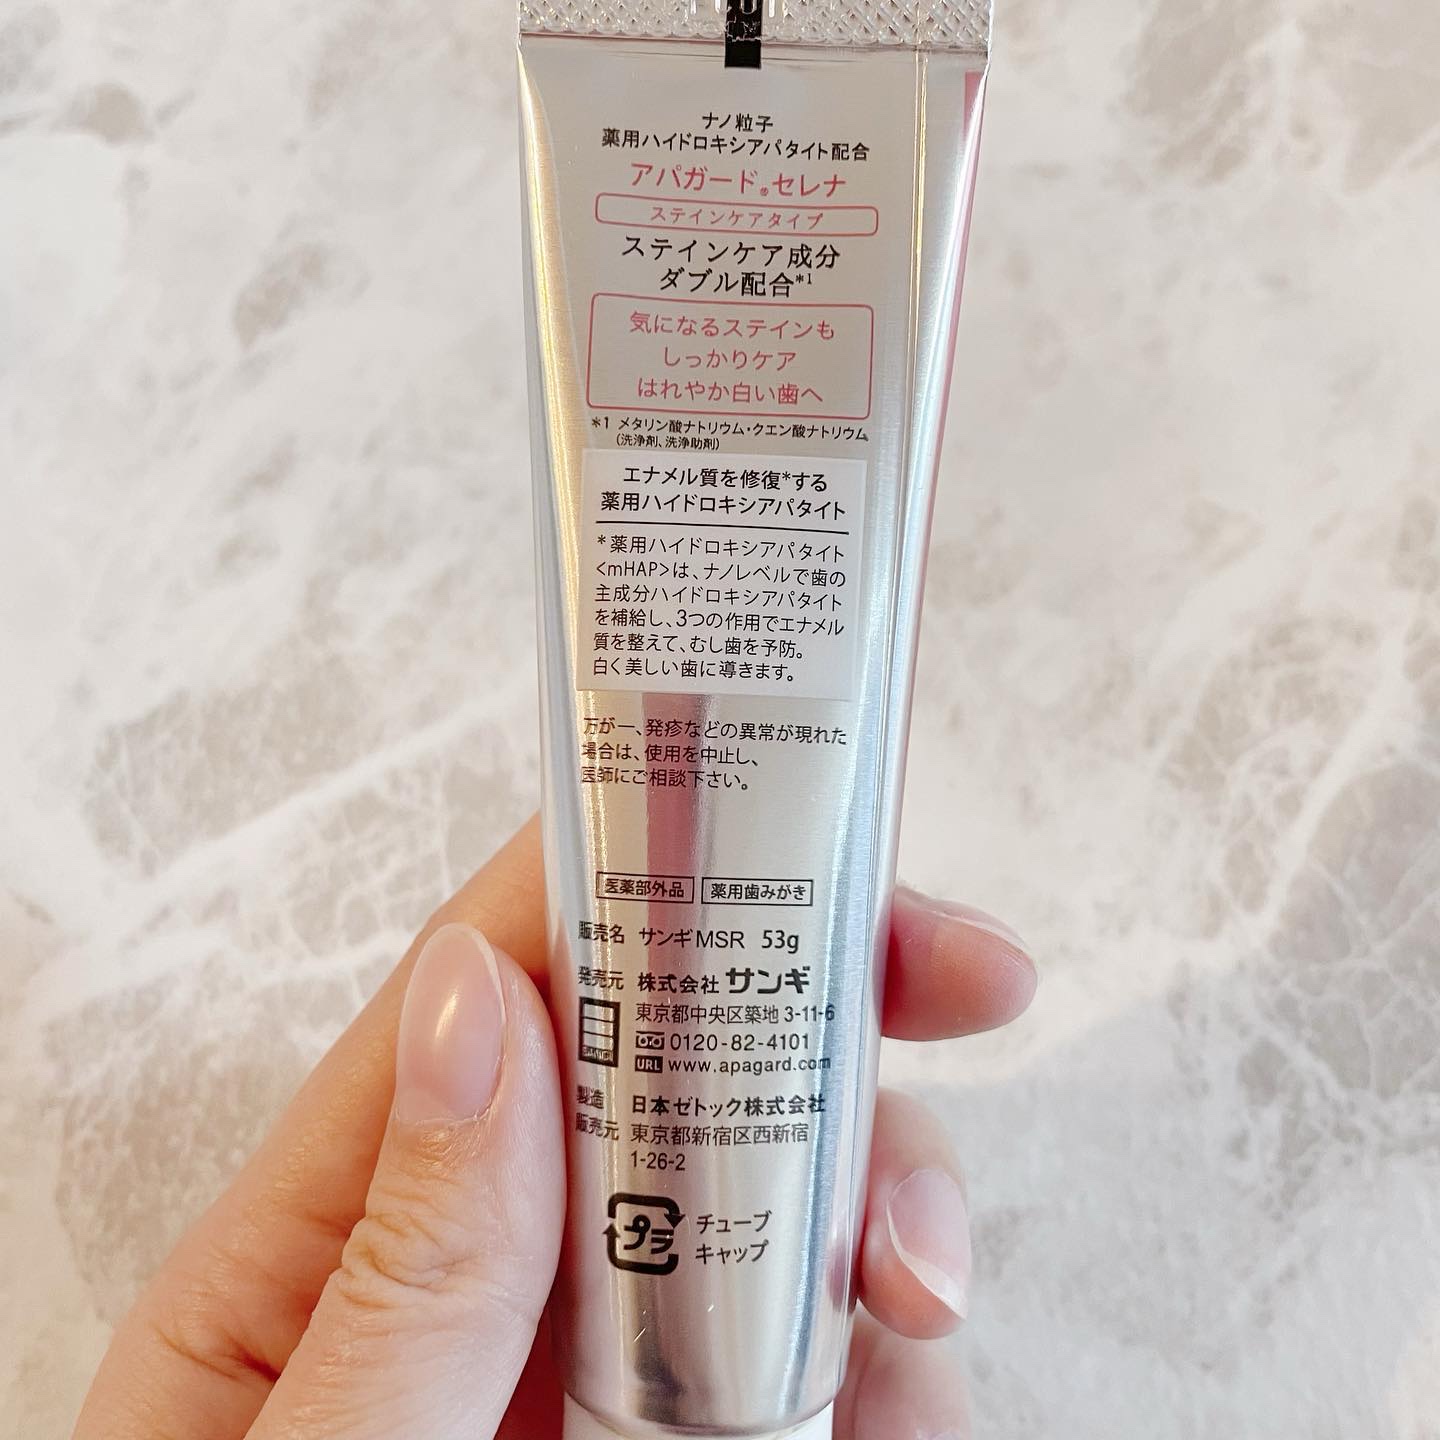 ナノ粒子
薬用ハイドロキシアパタイト配合
アパガード®セレナ
ステインケアタイプ
ステインケア成分
ダブル配合*1
気になるステインも
しっかりケア
はれやか白い歯へ
*1 メタリン酸ナトリウム・クエン酸ナトリウム
(洗浄剤、洗浄助剤)
エナメル質を修復*する
薬用ハイドロキシアパタイト
*薬用ハイドロキシアパタイト
<mHAP>は、ナノレベルで歯の
主成分ハイドロキシアパタイト
を補給し、3つの作用でエナメル
質を整えて、むし歯を予防。
白く美しい歯に導きます。
万が一、発疹などの異常が現れた
場合は、使用を中止し、
医師にご相談下さい。
医薬部外品 薬用歯みがき
販売名 サンギMSR 53g
発売元 株式会社サンギ
東京都中央区築地 3-11-6
0120-82-4101
URL www.apagard.com
製造 日本ゼトック株式会社
販売元 東京都新宿区西新宿
1-26-2
プラ チューブ
キャップ